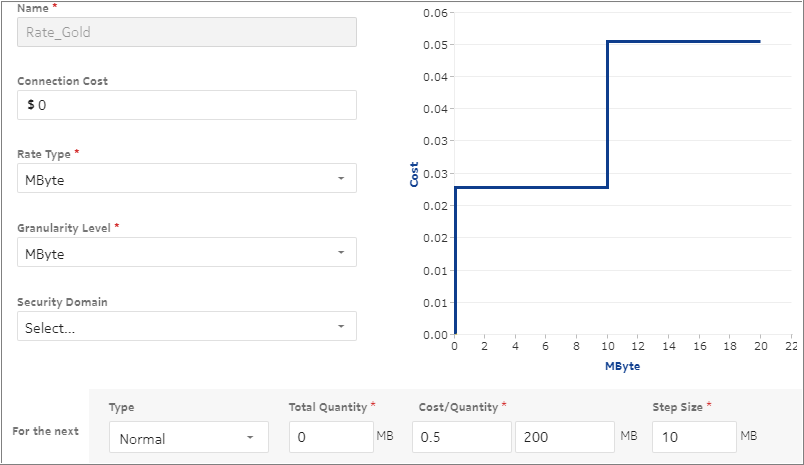 Name *
Rate_Gold
Connection Cost
$ 0
Rate Type *
MByte
Granularity Level *
MByte
Security Domain
Select...
0.06
0.05
0.04
0.04
0.03
0.03
0.02
0.02
0.01
0.01
0.00
Cost
0 2 4 6 8 10 12 14 16 18 20 22
MByte
For the next
Type
Normal
Total Quantity *
0 MB
Cost/Quantity *
0.5 200 MB
Step Size *
10 MB